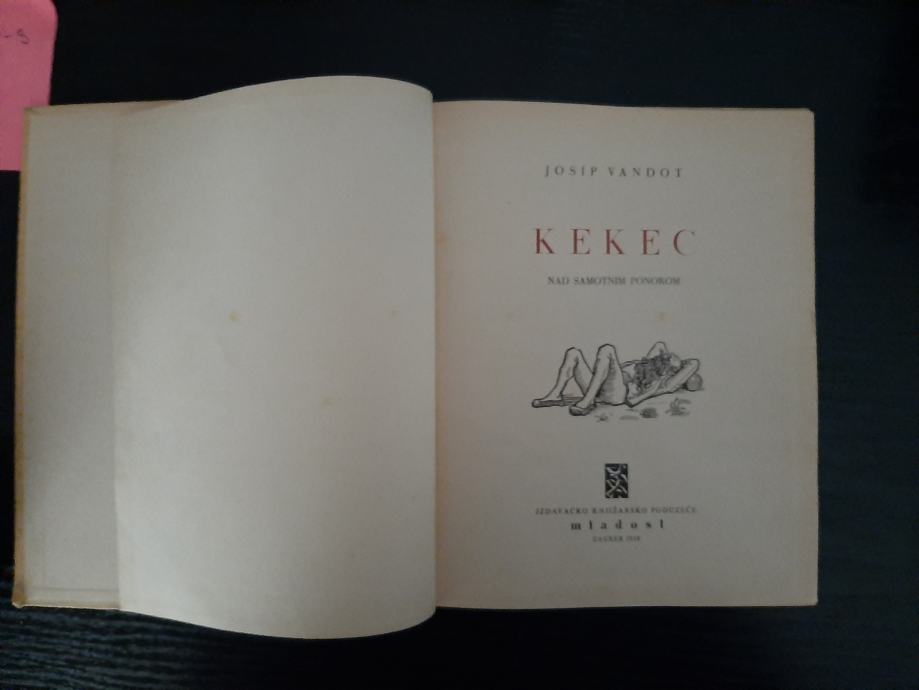 JOSIP VANDOT
KEKEC
NAD SAMOTNIM PONOROM
IZDAVAČKO KNJIŽARSKO PODUZEĆE
mladost
ZAGREB